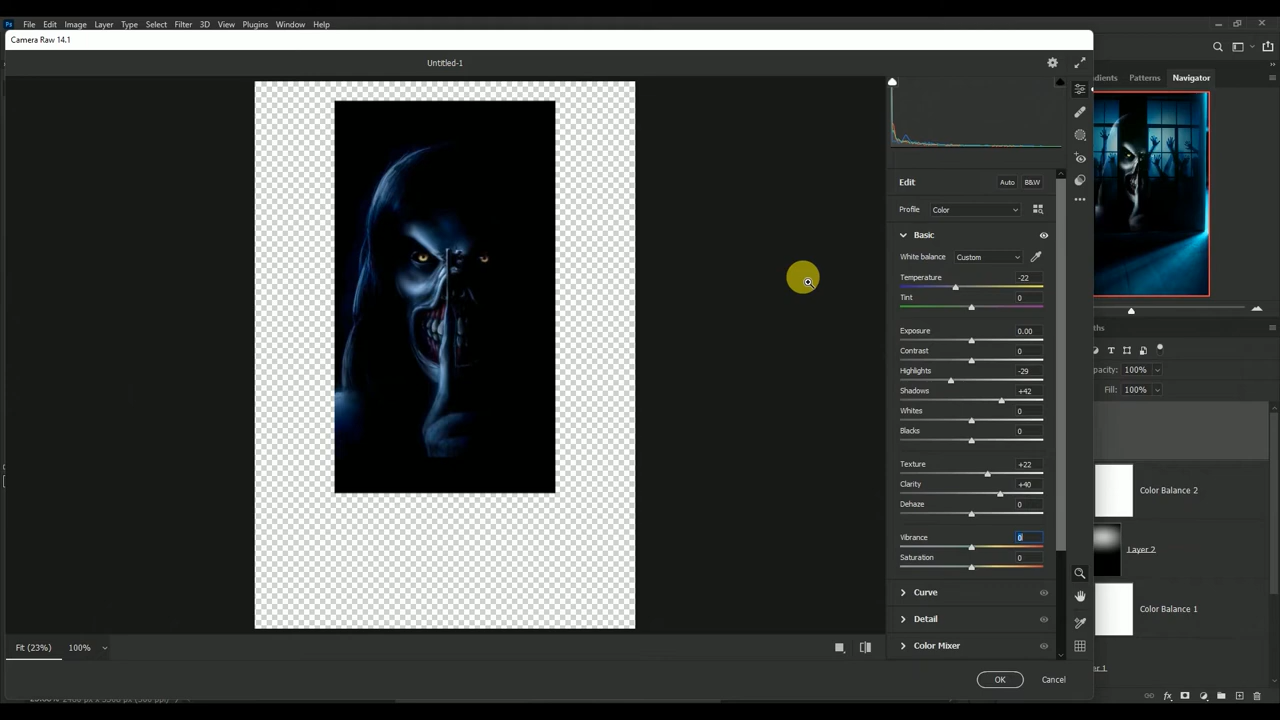 Ps File Edit Image Layer Type Select Filter 3D View Plugins Window Help
Camera Raw 14.1
Untitled-1
Patterns Navigator
Edit Auto B&W
Profile Color
Basic
White balance Custom
Temperature -22
Tint 0
Exposure 0.00
Contrast 0
Highlights -29
Shadows +42
Whites 0
Blacks 0
Texture +22
Clarity +40
Dehaze 0
Vibrance 0
Saturation 0
Curve
Detail
Color Mixer
Fit (23%) 100%
OK Cancel
100%
Fill: 100%
Color Balance 2
Layer 2
Color Balance 1